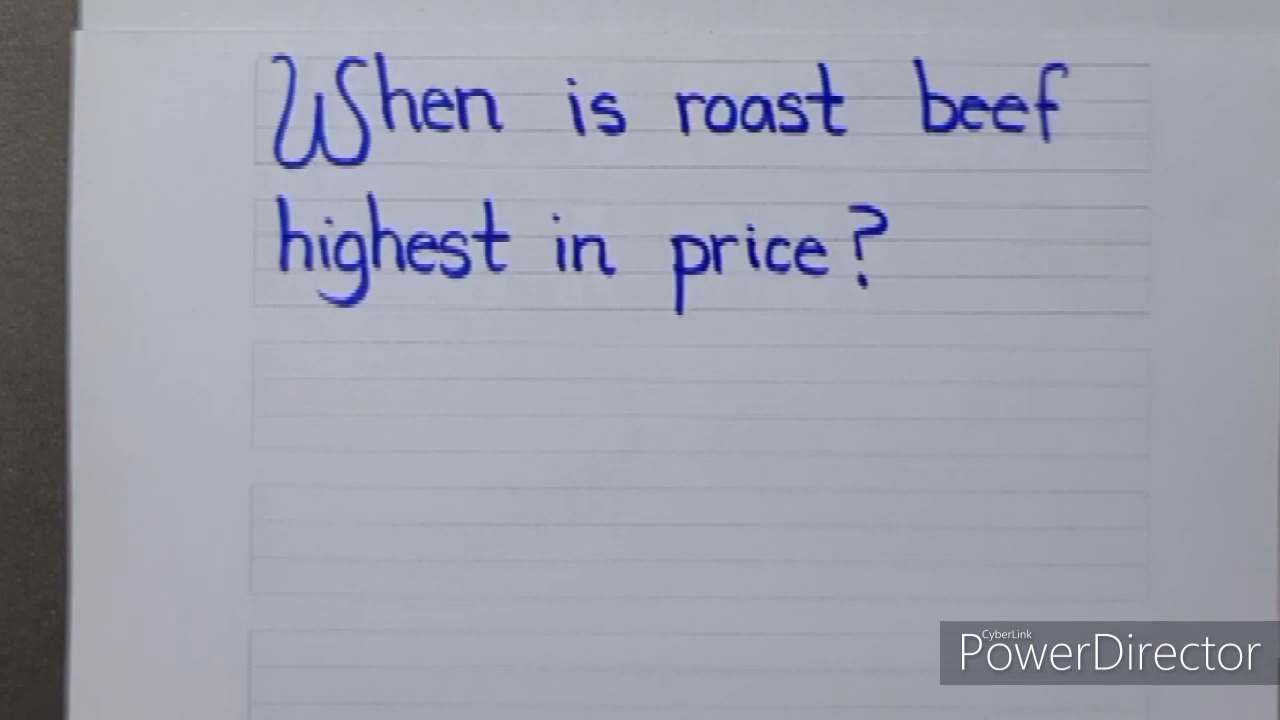 When is roast beef
highest in price?
CyberLink
PowerDirector